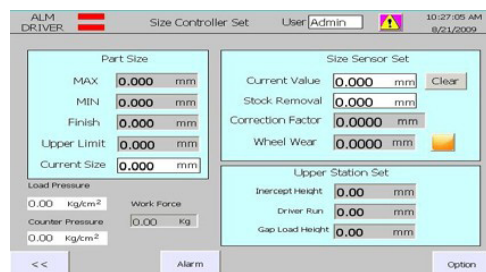 ALM
DRIVER
Size Controller Set
User Admin
10:27:05 AM
8/21/2009
Part Size
MAX 0.000 mm
MIN 0.000 mm
Finish 0.000 mm
Upper Limit 0.000 mm
Current Size 0.000 mm
Size Sensor Set
Current Value 0.000 mm Clear
Stock Removal 0.000 mm
Correction Factor 0.0000 mm
Wheel Wear 0.0000 mm
Upper Station Set
Inercept Height 0.00 mm
Driver Run 0.00 mm
Gap Load Height 0.00 mm
Load Pressure
0.00 Kg/cm²
Counter Pressure
0.00 Kg/cm²
Work Force
0.00 Kg
<< Alarm Option